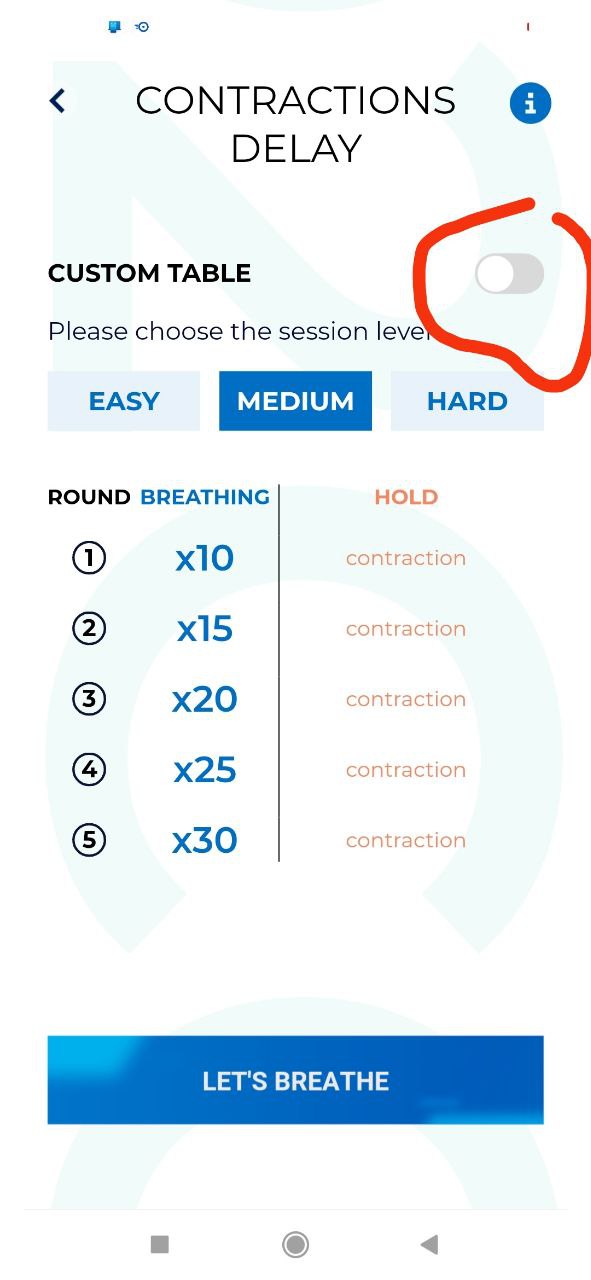 CONTRACTIONS
DELAY
CUSTOM TABLE
Please choose the session level
EASY MEDIUM HARD
ROUND BREATHING HOLD
1 x10 contraction
2 x15 contraction
3 x20 contraction
4 x25 contraction
5 x30 contraction
LET'S BREATHE